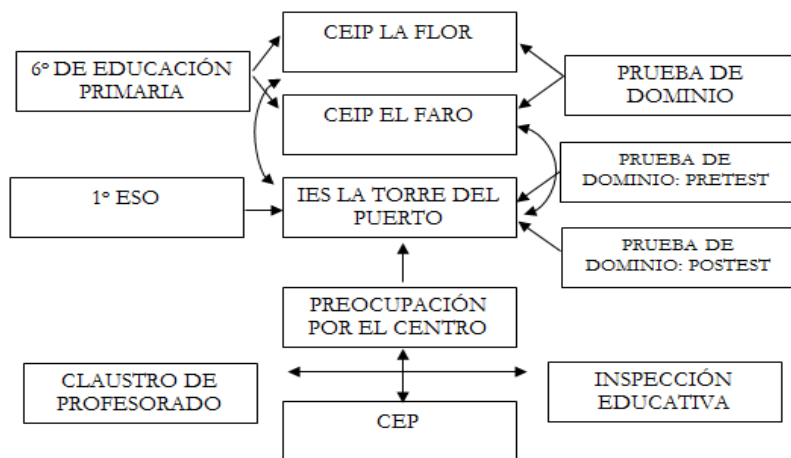 CEIP LA FLOR
6º DE EDUCACIÓN
PRIMARIA
PRUEBA DE
DOMINIO
CEIP EL FARO
PRUEBA DE
DOMINIO: PRETEST
1º ESO
IES LA TORRE DEL
PUERTO
PRUEBA DE
DOMINIO: POSTEST
PREOCUPACIÓN
POR EL CENTRO
CLAUSTRO DE
PROFESORADO
INSPECCIÓN
EDUCATIVA
CEP